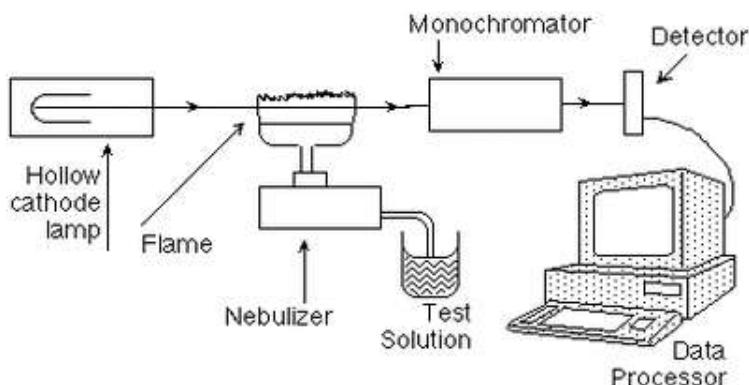 Monochromator
Detector
Hollow
cathode
lamp
Flame
Nebulizer
Test
Solution
Data
Processor